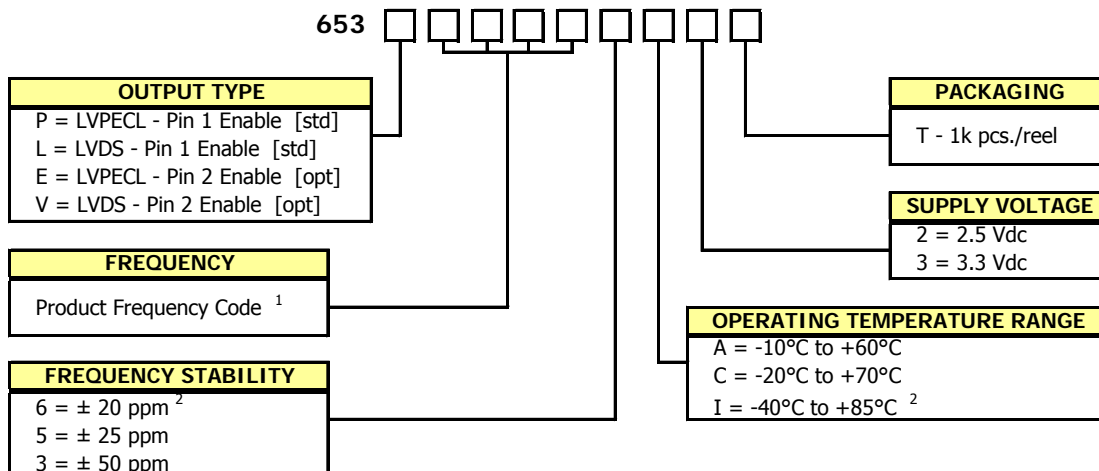 653
OUTPUT TYPE
P = LVPECL - Pin 1 Enable [std]
L = LVDS - Pin 1 Enable [std]
E = LVPECL - Pin 2 Enable [opt]
V = LVDS - Pin 2 Enable [opt]
FREQUENCY
Product Frequency Code 1
FREQUENCY STABILITY
6 = ± 20 ppm 2
5 = ± 25 ppm
3 = ± 50 ppm
PACKAGING
T - 1k pcs./reel
SUPPLY VOLTAGE
2 = 2.5 Vdc
3 = 3.3 Vdc
OPERATING TEMPERATURE RANGE
A = -10°C to +60°C
C = -20°C to +70°C
I = -40°C to +85°C 2